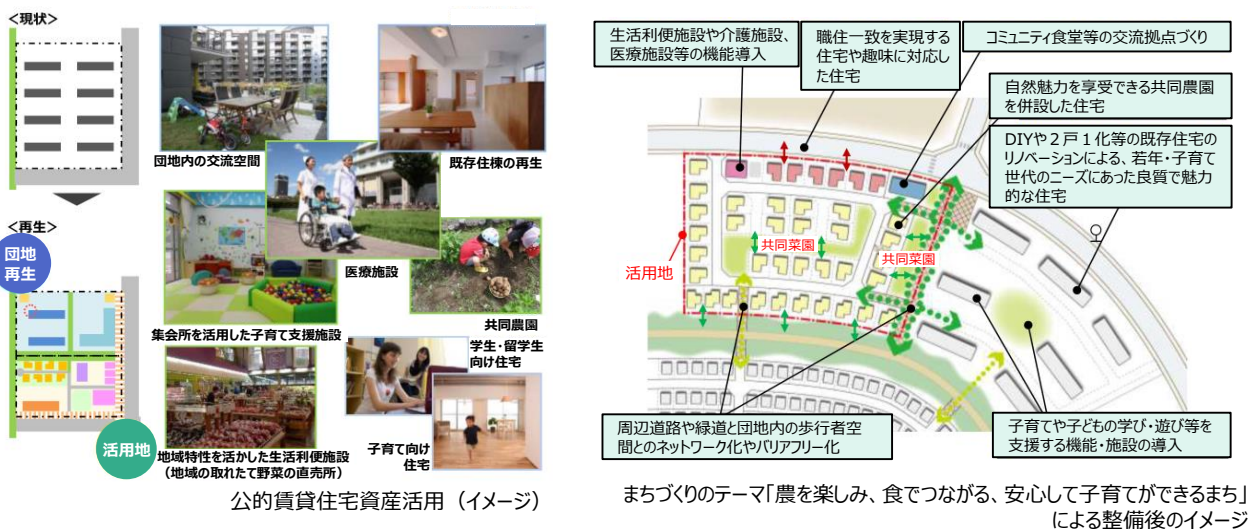 <現状>
<再生>
団地
再生
活用地
団地内の交流空間
既存住棟の再生
医療施設
集会所を活用した子育て支援施設
共同農園
学生・留学生
向け住宅
地域特性を活かした生活利便施設
（地域の取れたて野菜の直売所）
子育て向け
住宅
公的賃貸住宅資産活用（イメージ）
生活利便施設や介護施設、
医療施設等の機能導入
職住一致を実現する
住宅や趣味に対応し
た住宅
コミュニティ食堂等の交流拠点づくり
自然魅力を享受できる共同農園
を併設した住宅
DIYや２戸１化等の既存住宅の
リノベーションによる、若年・子育て
世代のニーズにあった良質で魅力
的な住宅
活用地
共同菜園
共同菜園
周辺道路や緑道と団地内の歩行者空
間とのネットワーク化やバリアフリー化
子育てや子どもの学び・遊び等を
支援する機能・施設の導入
まちづくりのテーマ「農を楽しみ、食でつながる、安心して子育てができるまち」
による整備後のイメージ